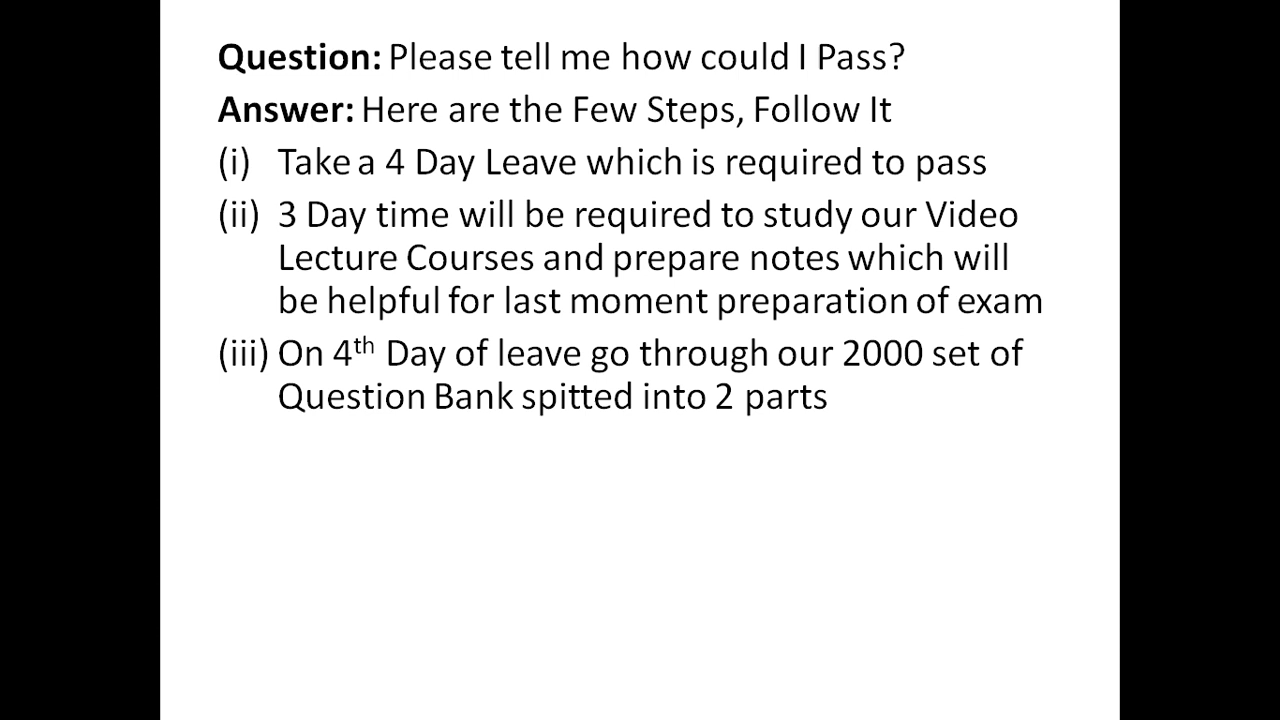 Question: Please tell me how could I Pass?
Answer: Here are the Few Steps, Follow It
(i) Take a 4 Day Leave which is required to pass
(ii) 3 Day time will be required to study our Video
Lecture Courses and prepare notes which will
be helpful for last moment preparation of exam
(iii) On 4th Day of leave go through our 2000 set of
Question Bank spitted into 2 parts